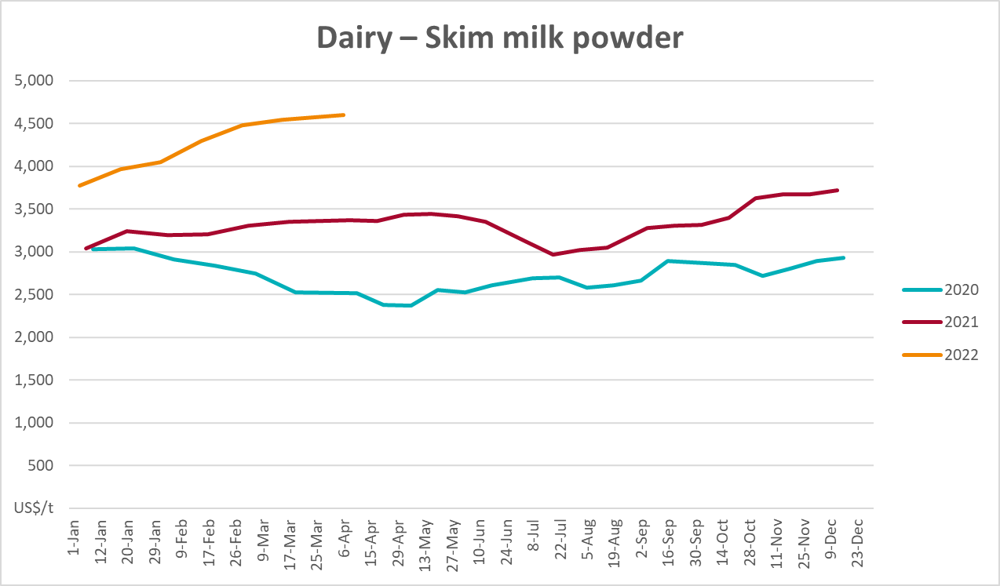 Dairy – Skim milk powder
5,000
4,500
4,000
3,500
3,000
2,500
2,000
1,500
1,000
500
US$/t
1-Jan
12-Jan
20-Jan
29-Jan
9-Feb
17-Feb
26-Feb
9-Mar
17-Mar
25-Mar
6-Apr
15-Apr
29-Apr
13-May
27-May
10-Jun
24-Jun
8-Jul
22-Jul
5-Aug
19-Aug
2-Sep
16-Sep
30-Sep
14-Oct
28-Oct
11-Nov
25-Nov
9-Dec
23-Dec
2020
2021
2022